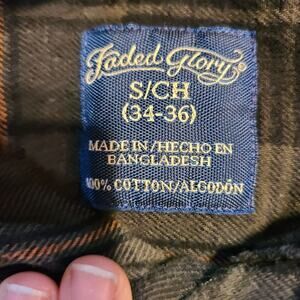 Faded Glory®
S/CH
(34-36)
MADE IN/HECHO EN
BANGLADESH
100% COTTON/ALGODÓN